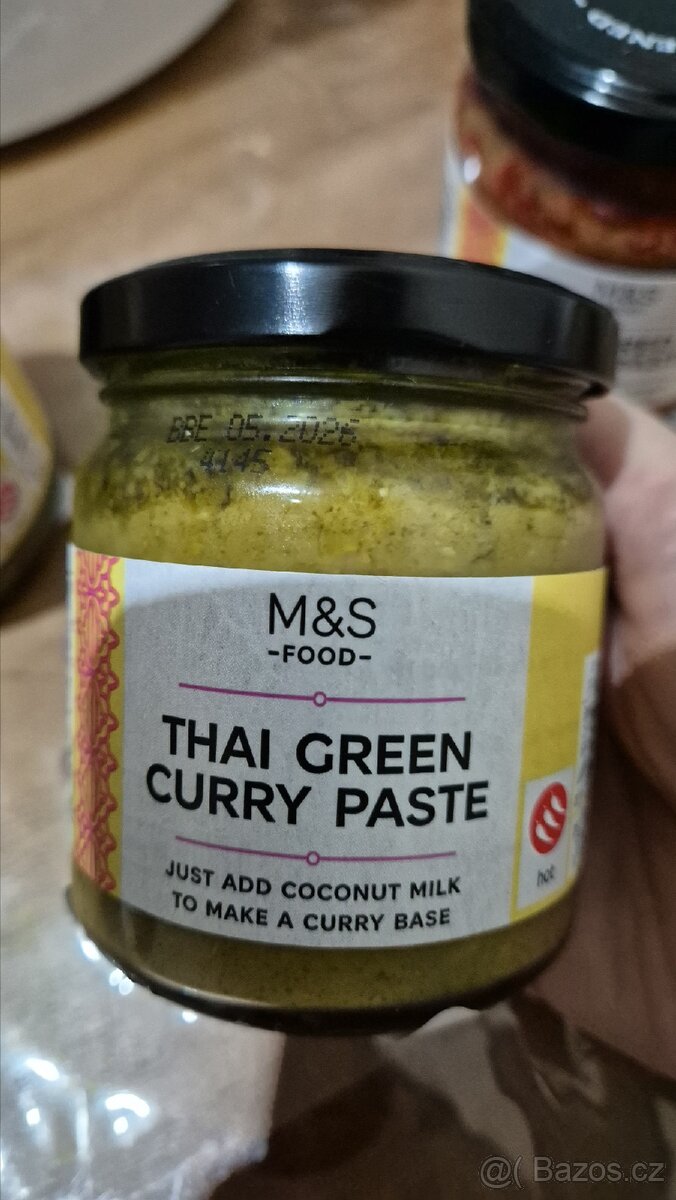 BBE 05.2026
4145
M&S
-FOOD-
THAI GREEN
CURRY PASTE
JUST ADD COCONUT MILK
TO MAKE A CURRY BASE
hot
M&S
@( Bazos.cz